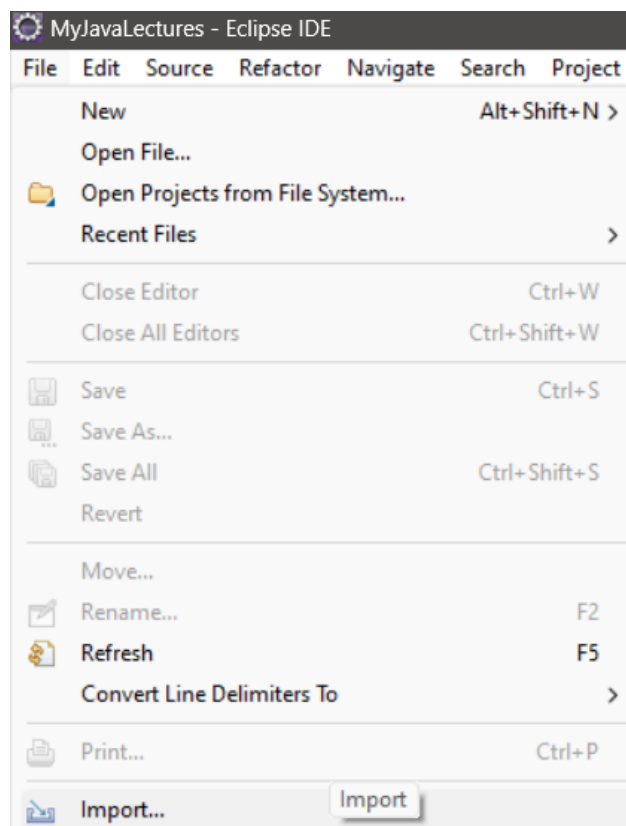 MyJavaLectures - Eclipse IDE
File Edit Source Refactor Navigate Search Project
New Alt+Shift+N >
Open File...
Open Projects from File System...
Recent Files >
Close Editor Ctrl+W
Close All Editors Ctrl+Shift+W
Save Ctrl+S
Save As...
Save All Ctrl+Shift+S
Revert
Move...
Rename... F2
Refresh F5
Convert Line Delimiters To >
Print... Ctrl+P
Import... Import